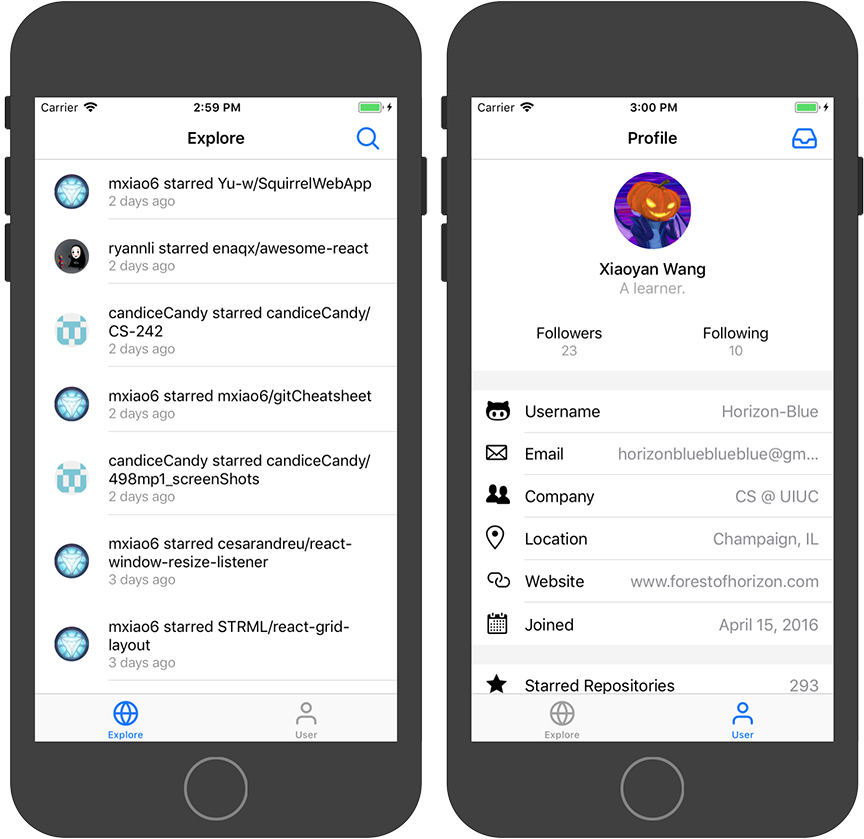 Carrier 2:59 PM
Explore
mxiao6 starred Yu-w/SquirrelWebApp
2 days ago
ryannli starred enaqx/awesome-react
2 days ago
candiceCandy starred candiceCandy/
CS-242
2 days ago
mxiao6 starred mxiao6/gitCheatsheet
2 days ago
candiceCandy starred candiceCandy/
498mp1_screenShots
2 days ago
mxiao6 starred cesarandreu/react-
window-resize-listener
3 days ago
mxiao6 starred STRML/react-grid-
layout
3 days ago
Explore User
Carrier 3:00 PM
Profile
Xiaoyan Wang
A learner.
Followers Following
23 10
Username Horizon-Blue
Email horizonblueblueblue@gm...
Company CS @ UIUC
Location Champaign, IL
Website www.forestofhorizon.com
Joined April 15, 2016
Starred Repositories 293
Explore User